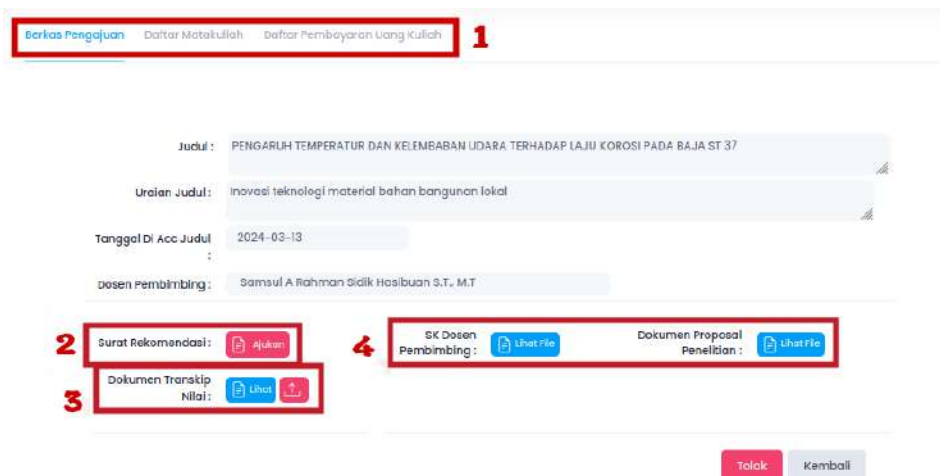 Berkas Pengajuan Daftar Matakuliah Daftar Pembayaran Uang Kuliah 1
Judul : PENGARUH TEMPERATUR DAN KELEMBABAN UDARA TERHADAP LAJU KOROSI PADA BAJA ST 37
Uraian Judul : Inovasi teknologi material bahan bangunan lokal
Tanggal Di Acc Judul : 2024-03-13
Dosen Pembimbing : Samsul A Rahman Sidik Hasibuan S.T., M.T
2 Surat Rekomendasi : Ajukan
4 SK Dosen Pembimbing : Lihat File Dokumen Proposal Penelitian : Lihat File
3 Dokumen Transkip Nilai : Lihat
Tolak Kembali